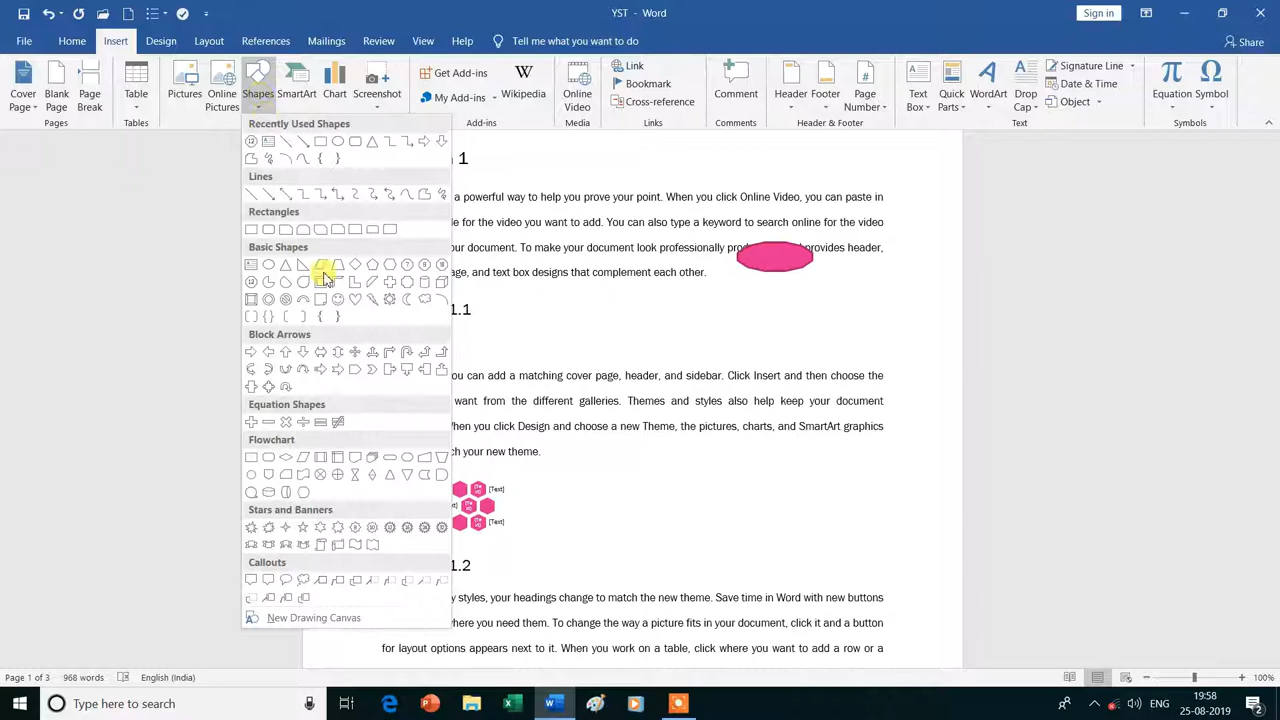 YST - Word
Sign in
File Home Insert Design Layout References Mailings Review View Help Tell me what you want to do Share
Cover Page
Blank Page
Page Break
Table
Pictures
Online Pictures
Shapes
SmartArt
Chart
Screenshot
Get Add-ins
My Add-ins
Wikipedia
Online Video
Link
Bookmark
Cross-reference
Comment
Header
Footer
Page Number
Text Box
Quick Parts
WordArt
Drop Cap
Signature Line
Date & Time
Object
Equation
Symbol
Pages Tables Add-ins Media Links Comments Header & Footer Text Symbols
Recently Used Shapes
Lines
Rectangles
Basic Shapes
Block Arrows
Equation Shapes
Flowchart
Stars and Banners
Callouts
New Drawing Canvas
1
a powerful way to help you prove your point. When you click Online Video, you can paste in
for the video you want to add. You can also type a keyword to search online for the video
document. To make your document look professionally provides header,
and text box designs that complement each other.
1.1
can add a matching cover page, header, and sidebar. Click Insert and then choose the
want from the different galleries. Themes and styles also help keep your document
you click Design and choose a new Theme, the pictures, charts, and SmartArt graphics
your new theme.
[Text]
[Text]
1.2
styles, your headings change to match the new theme. Save time in Word with new buttons
where you need them. To change the way a picture fits in your document, click it and a button
for layout options appears next to it. When you work on a table, click where you want to add a row or a
Page 1 of 3 968 words English (India) 100%
Type here to search
ENG
19:58
25-08-2019
2